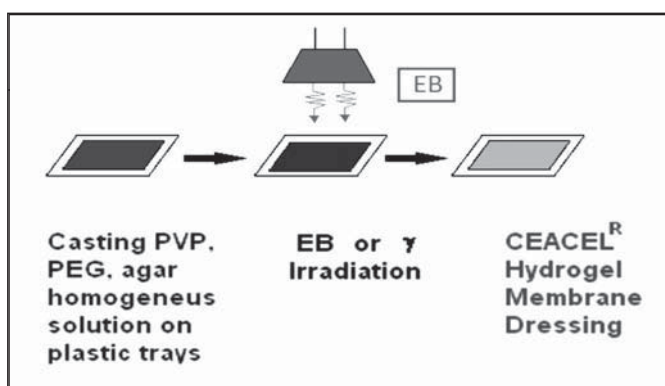 EB
Casting PVP,
PEG, agar
homogeneus
solution on
plastic trays
EB or γ
Irradiation
CEACEL R
Hydrogel
Membrane
Dressing